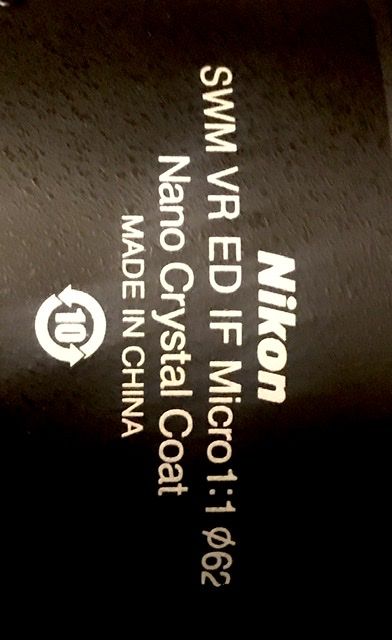 Nikon
SWM VR ED IF Micro 1:1 ø62
Nano Crystal Coat
MADE IN CHINA
10